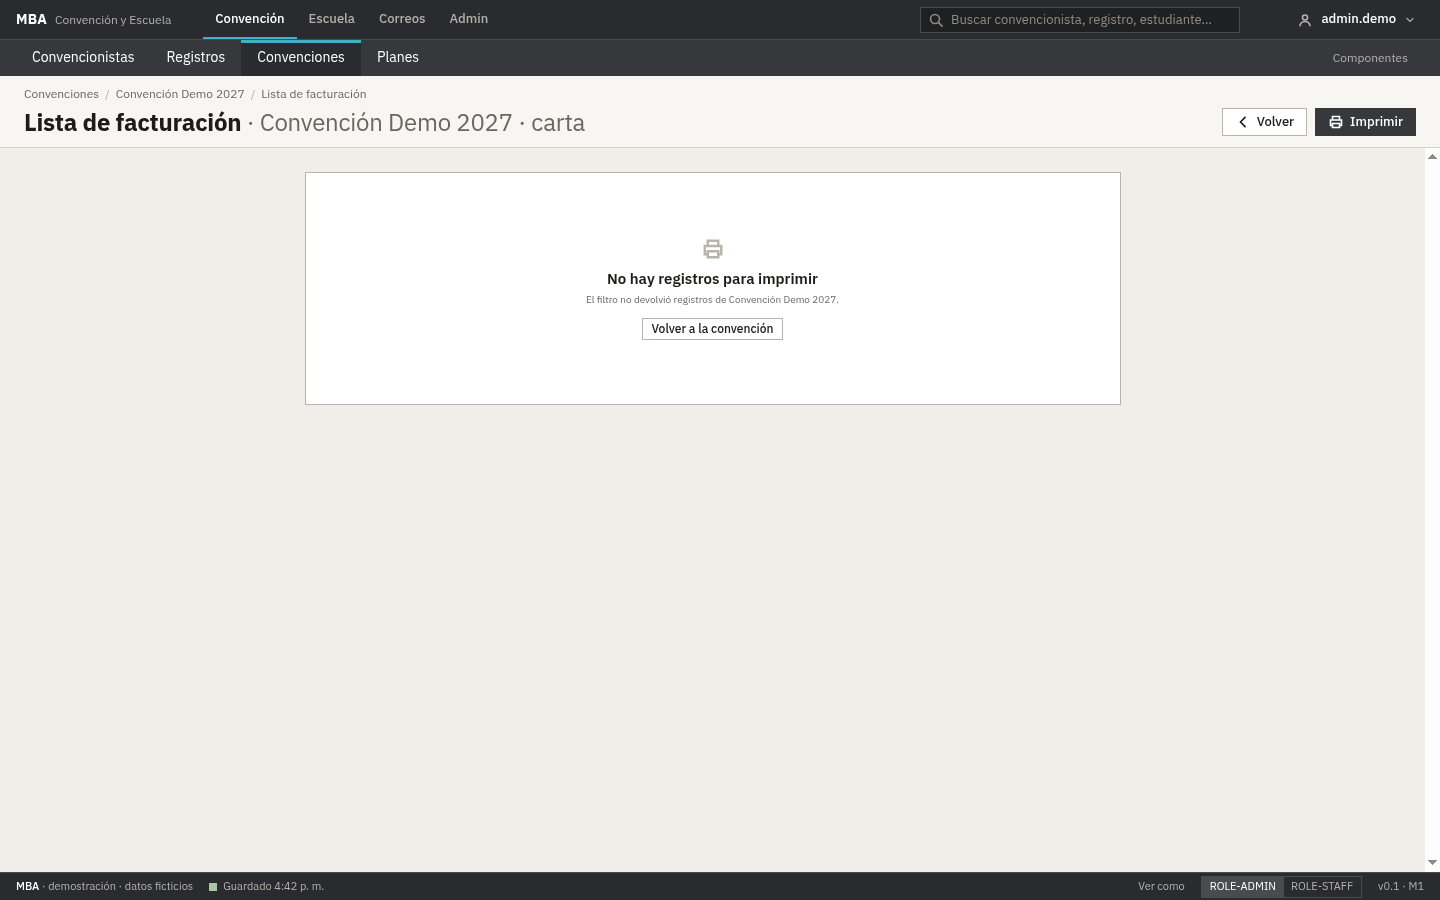 MBA Convención y Escuela Convención Escuela Correos Admin Buscar convencionista, registro, estudiante... admin.demo
Convencionistas Registros Convenciones Planes Componentes
Convenciones / Convención Demo 2027 / Lista de facturación
Lista de facturación · Convención Demo 2027 · carta Volver Imprimir
No hay registros para imprimir
El filtro no devolvió registros de Convención Demo 2027.
Volver a la convención
MBA · demostración · datos ficticios Guardado 4:42 p. m. Ver como ROLE-ADMIN ROLE-STAFF v0.1 · M1